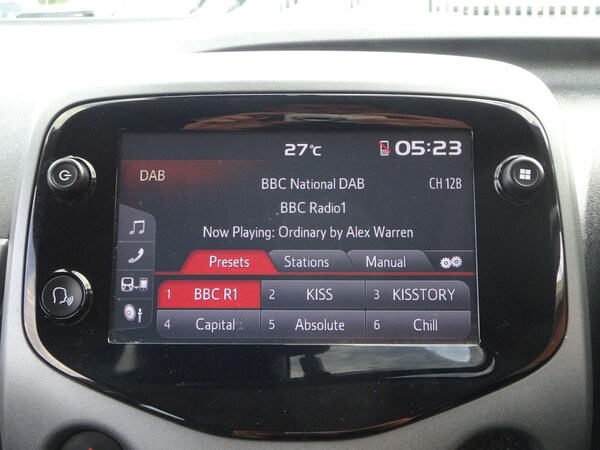 27°C 05:23
DAB
BBC National DAB CH 12B
BBC Radio1
Now Playing: Ordinary by Alex Warren
Presets Stations Manual
1 BBC R1 2 KISS 3 KISSTORY
4 Capital 5 Absolute 6 Chill